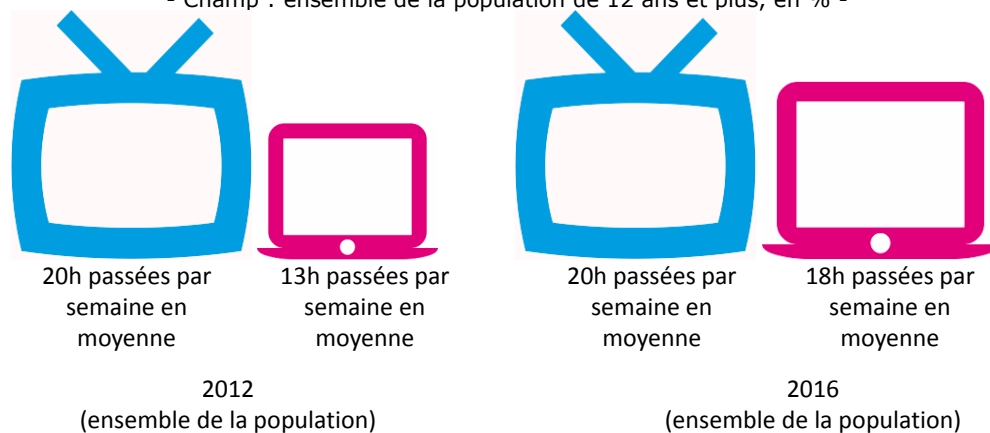 - Champ : ensemble de la population de 12 ans et plus, en % -
20h passées par
semaine en
moyenne
13h passées par
semaine en
moyenne
20h passées par
semaine en
moyenne
18h passées par
semaine en
moyenne
2012
(ensemble de la population)
2016
(ensemble de la population)